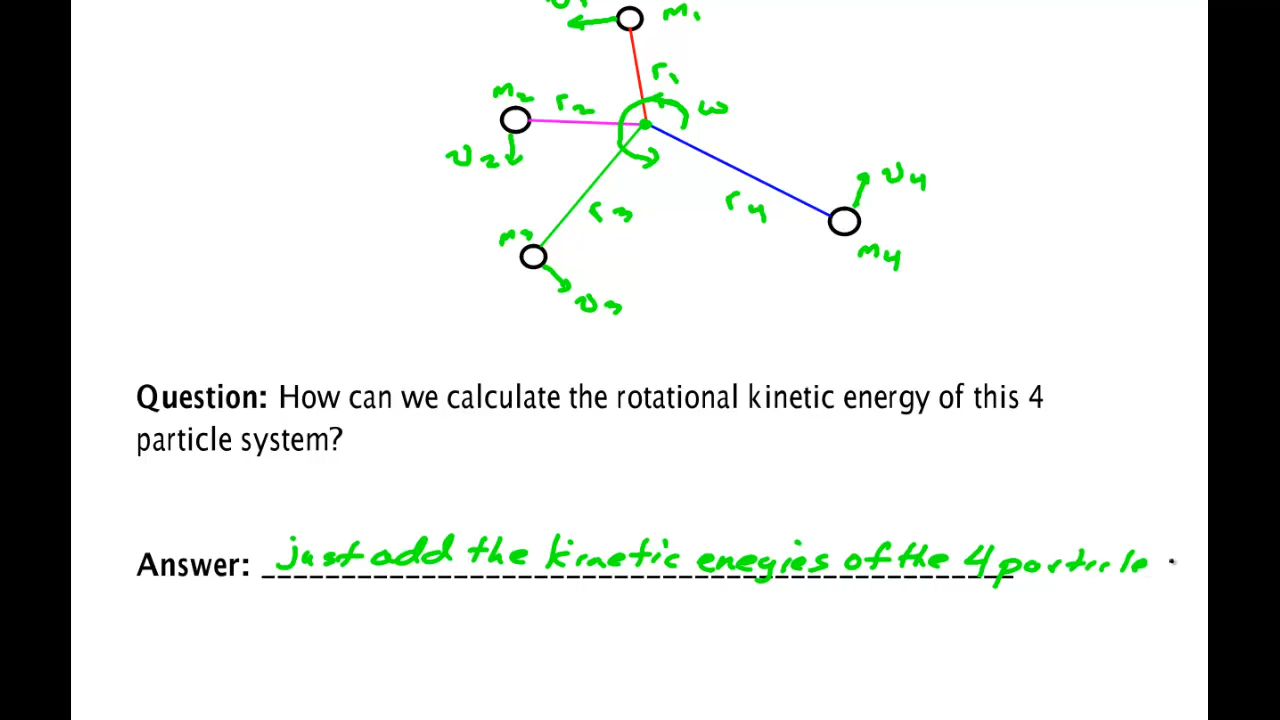 m1
r1
m2
r2
ω
v2
v4
r4
r3
m3
m4
v3
Question: How can we calculate the rotational kinetic energy of this 4
particle system?
Answer: just add the kinetic enegies of the 4 particle